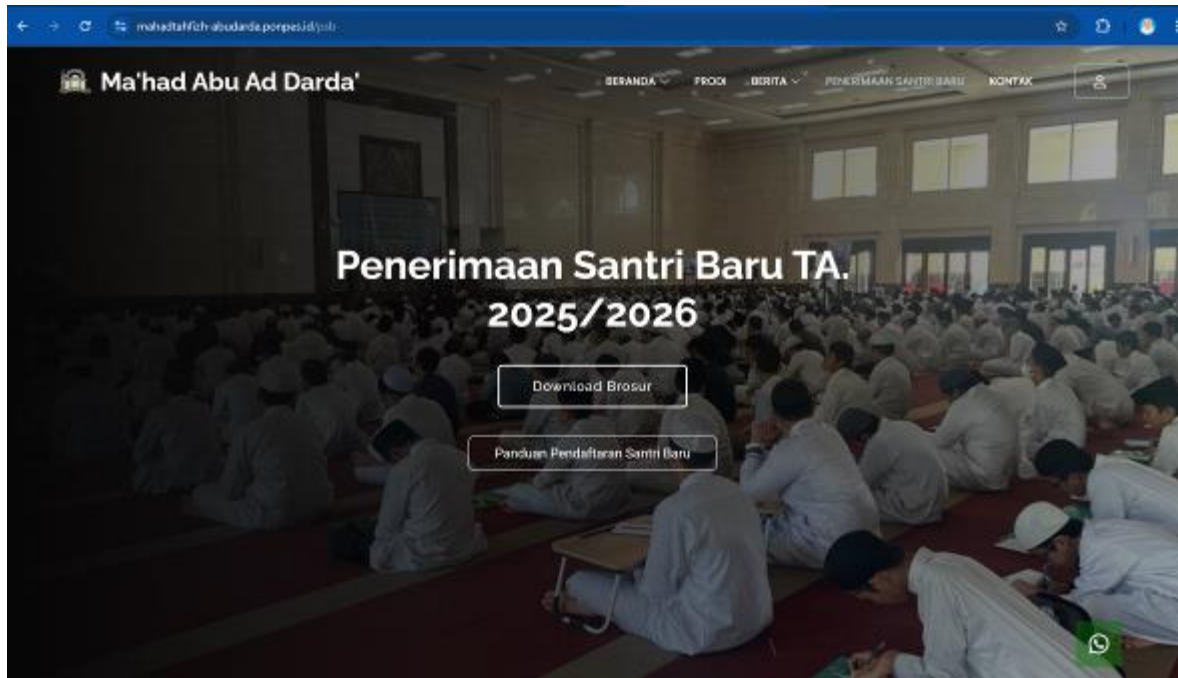 mahadtahfizh-abudarda.ponpes.id/psb
Ma'had Abu Ad Darda'
BERANDA
PRODI
BERITA
PENERIMAAN SANTRI BARU
KONTAK
Penerimaan Santri Baru TA.
2025/2026
Download Brosur
Panduan Pendaftaran Santri Baru